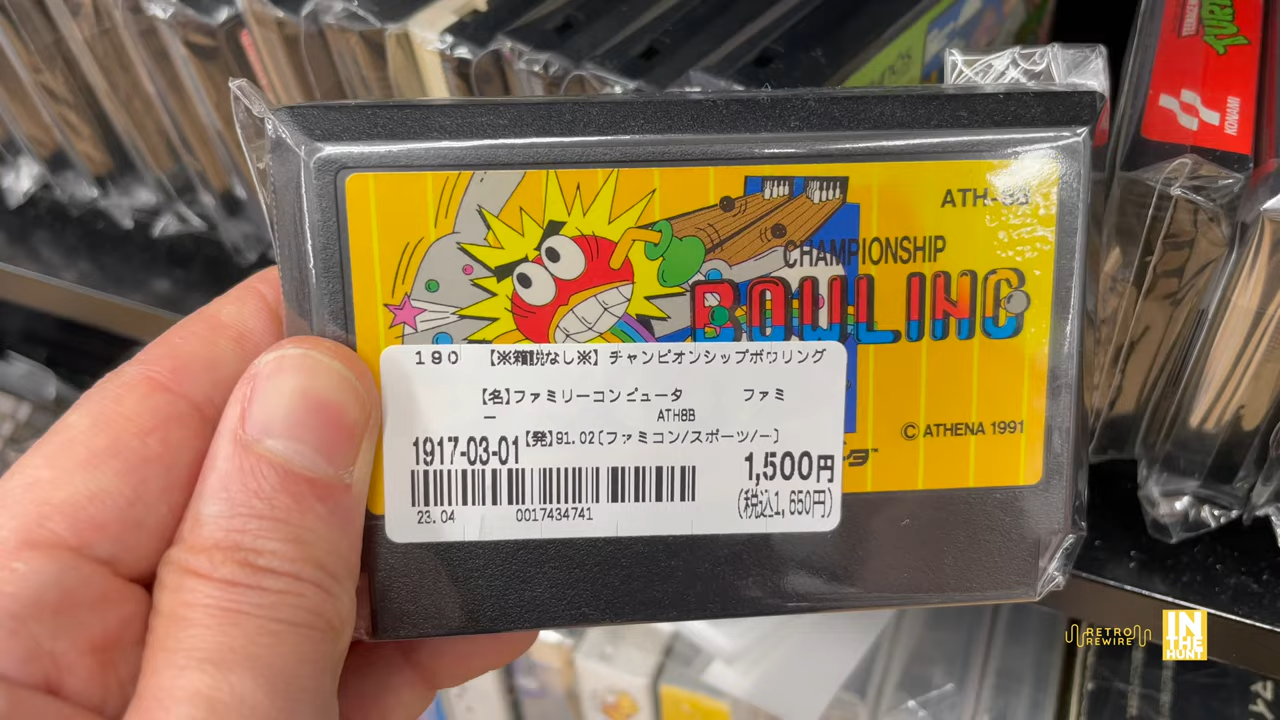 TURT
KONAMI
CHAMPIONSHIP
BOWLING
© ATHENA 1991
190 【※箱説なし※】チャンピオンシップボウリング
【名】ファミリーコンピュータ ファミ
ー ATH8B
1917-03-01 【発】91.02[ファミコン/スポーツ/ー]
1,500円
(税込1,650円)
23.04 0017434741
RETRO
REWIRE
IN
THE
HUNT